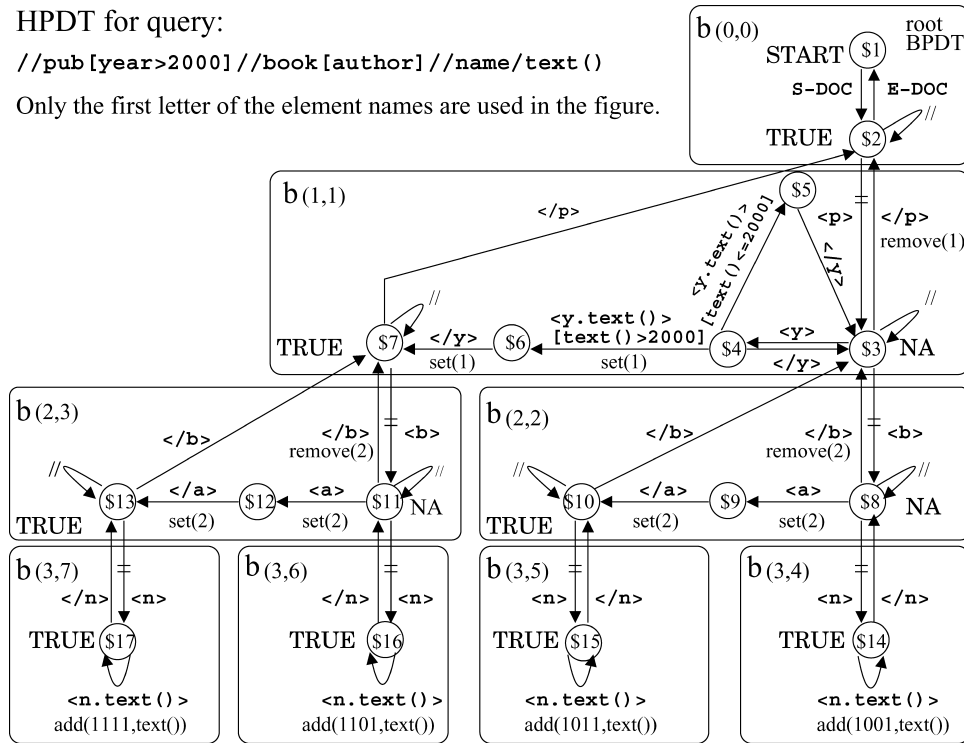 HPDT for query:
//pub[year>2000]//book[author]//name/text()
Only the first letter of the element names are used in the figure.
b(0,0)
root
BPDT
START
$1
S-DOC
E-DOC
TRUE
$2
//
b(1,1)
$5
</p>
<p>
</p>
remove(1)
<y.text()>
[text()<=2000]
</y>
//
//
TRUE
$7
</y>
set(1)
$6
<y.text()>
[text()>2000]
set(1)
$4
<y>
</y>
$3
NA
b(2,3)
</b>
</b>
remove(2)
<b>
//
//
$13
</a>
set(2)
$12
<a>
set(2)
$11
NA
TRUE
b(2,2)
</b>
</b>
remove(2)
<b>
//
//
$10
</a>
set(2)
$9
<a>
set(2)
$8
NA
TRUE
b(3,7)
</n>
<n>
TRUE
$17
<n.text()>
add(1111,text())
b(3,6)
</n>
<n>
TRUE
$16
<n.text()>
add(1101,text())
b(3,5)
<n>
</n>
TRUE
$15
<n.text()>
add(1011,text())
b(3,4)
<n>
</n>
TRUE
$14
<n.text()>
add(1001,text())